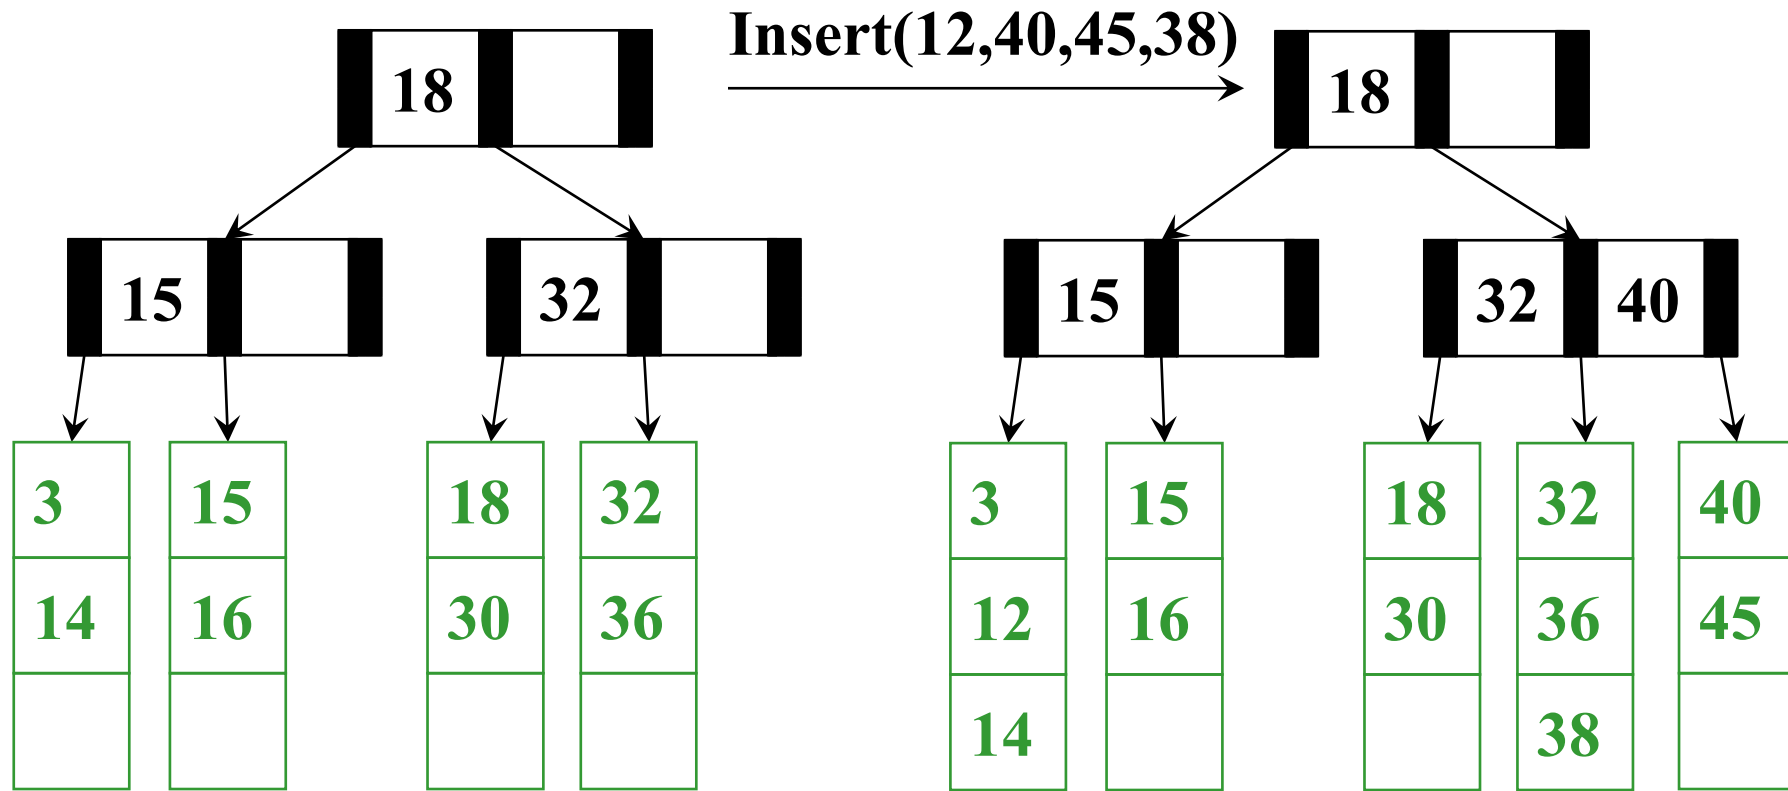 Insert(12,40,45,38)
18 18
15 32 15 32 40
3 15 18 32 3 15 18 32 40
14 16 30 36 12 16 30 36 45
14 38